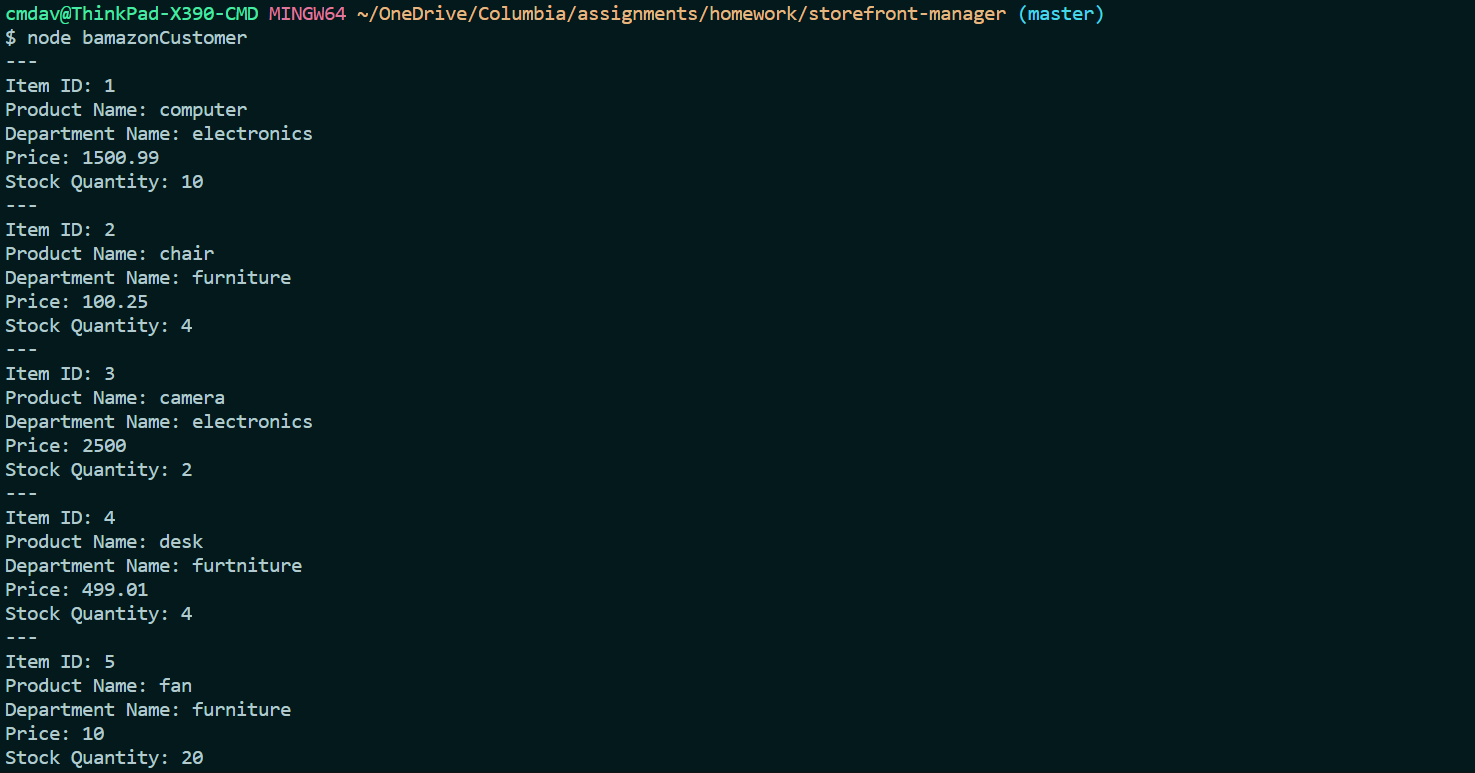 cmdav@ThinkPad-X390-CMD MINGW64 ~/OneDrive/Columbia/assignments/homework/storefront-manager (master)
$ node bamazonCustomer
---
Item ID: 1
Product Name: computer
Department Name: electronics
Price: 1500.99
Stock Quantity: 10
---
Item ID: 2
Product Name: chair
Department Name: furniture
Price: 100.25
Stock Quantity: 4
---
Item ID: 3
Product Name: camera
Department Name: electronics
Price: 2500
Stock Quantity: 2
---
Item ID: 4
Product Name: desk
Department Name: furtniture
Price: 499.01
Stock Quantity: 4
---
Item ID: 5
Product Name: fan
Department Name: furniture
Price: 10
Stock Quantity: 20